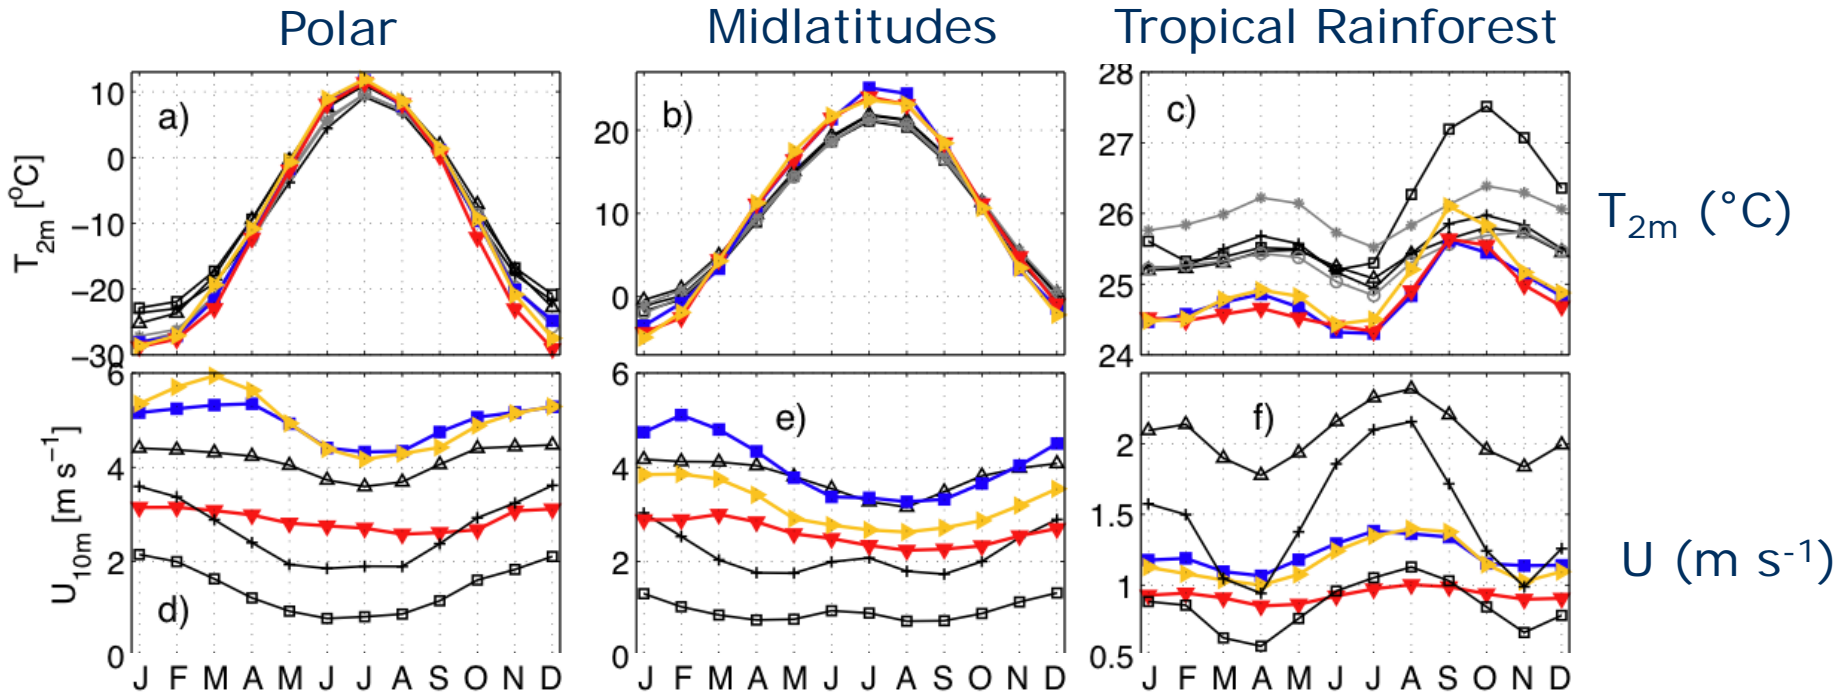 Polar Midlatitudes Tropical Rainforest
10
0
−10
−20
−30
T2m [°C]
a)
20
10
0
b)
28
27
26
25
24
c)
T2m (°C)
6
4
2
0
U10m [m s−1]
d)
6
4
2
0
e)
2
1.5
1
0.5
f)
U (m s-1)
J F M A M J J A S O N D
J F M A M J J A S O N D
J F M A M J J A S O N D